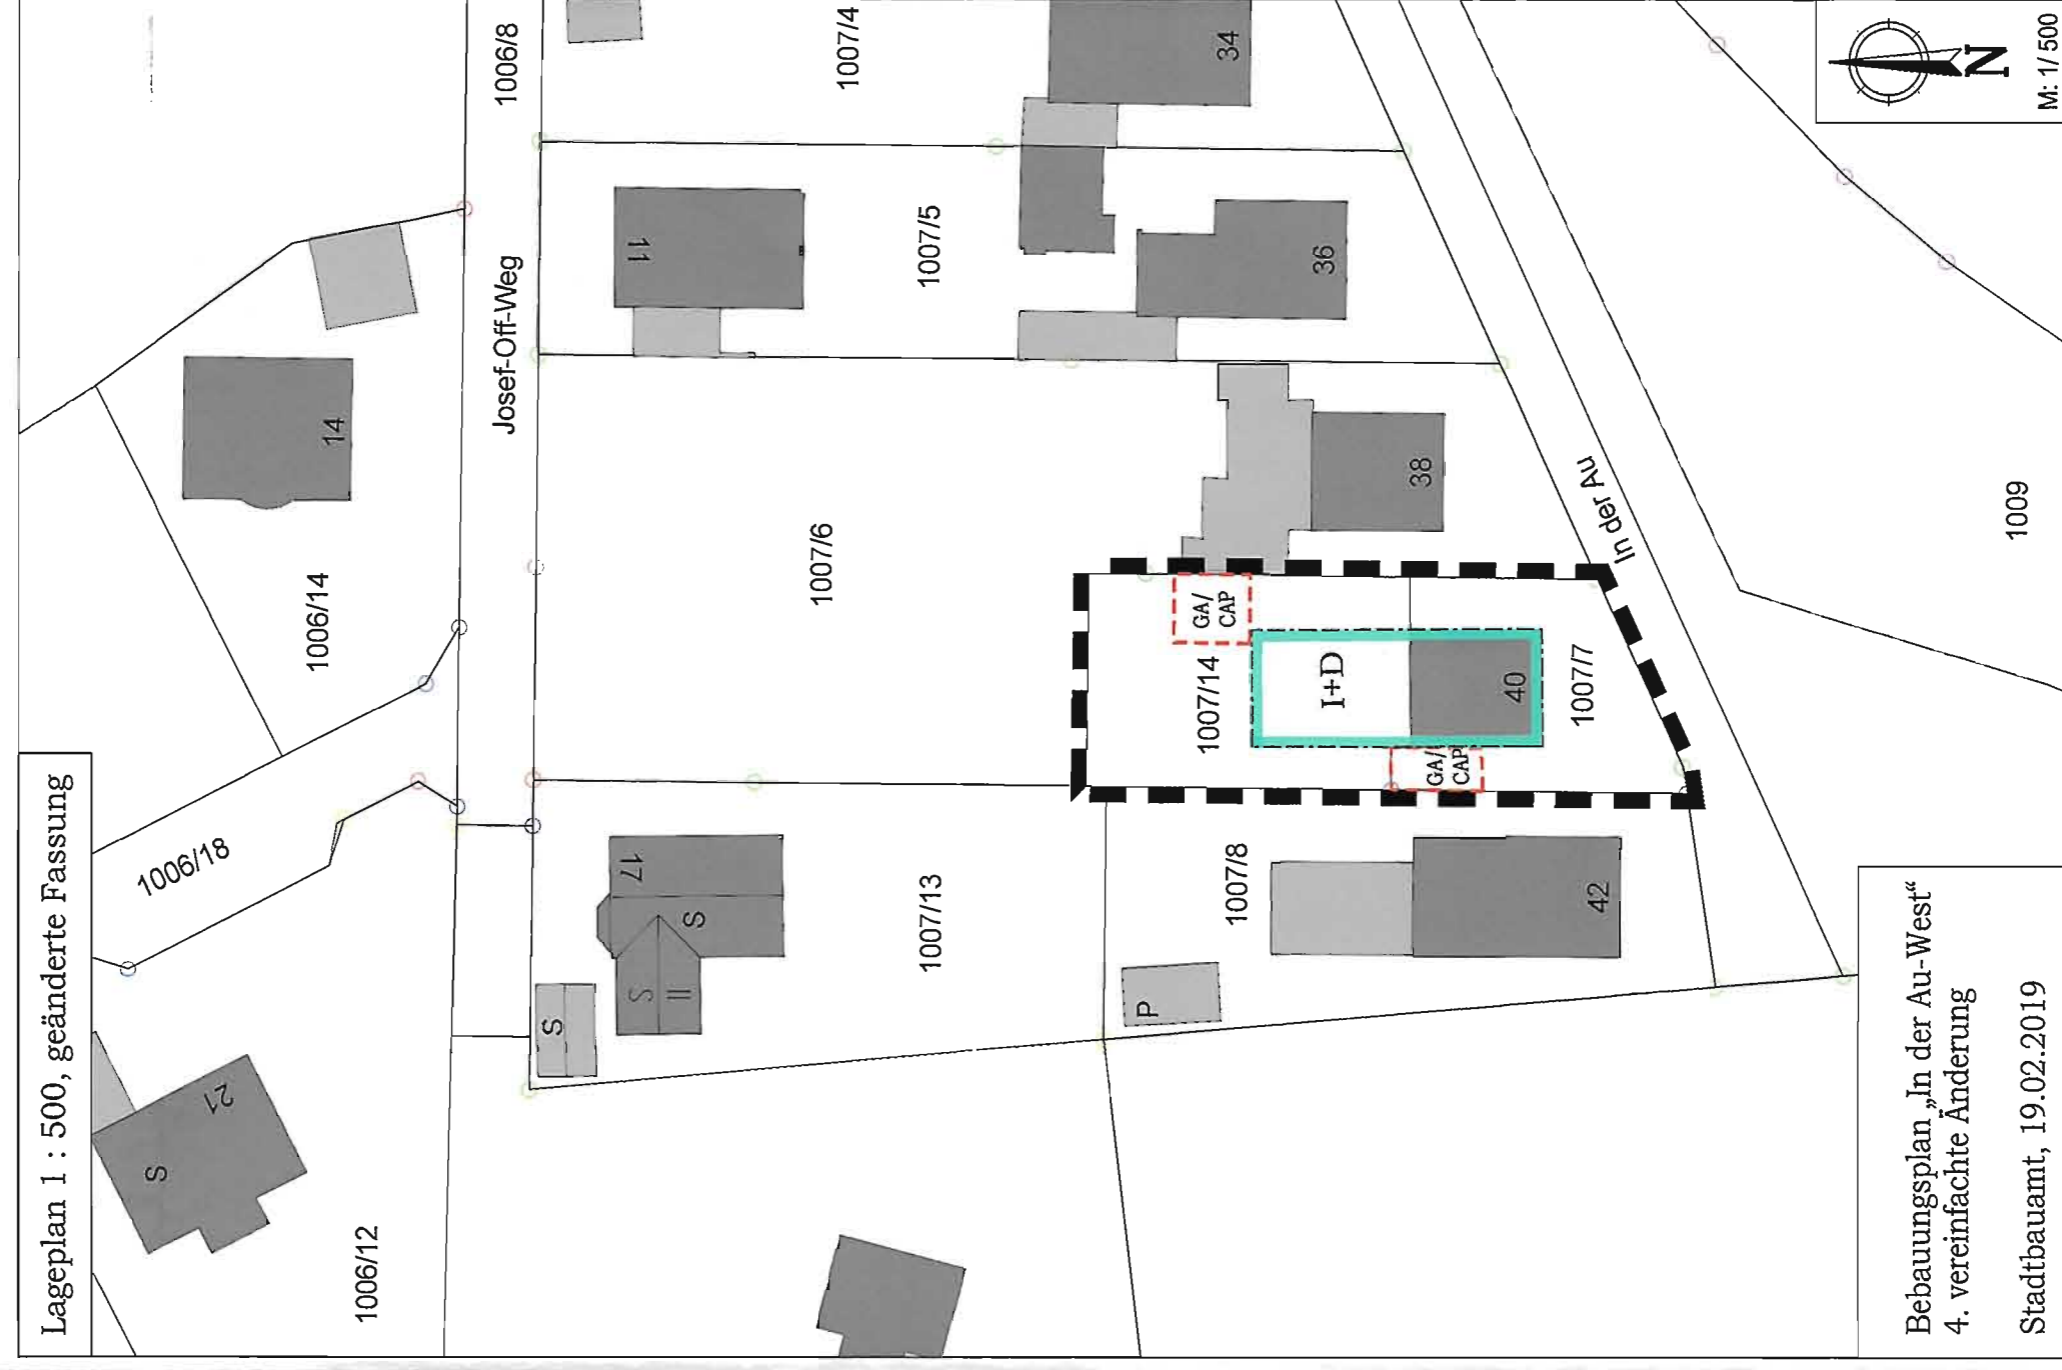 Lageplan 1 : 500, geänderte Fassung
1006/8
1007/4
34
N
M: 1/ 500
11
1007/5
36
Josef-Off-Weg
14
38
In der Au
1009
1006/14
1007/6
GA/
CAP
1007/14
I+D
40
1007/7
GA/
CAP
1006/18
17
S
S
II
S
1007/13
1007/8
42
P
21
S
1006/12
Bebauungsplan „In der Au-West“
4. vereinfachte Änderung
Stadtbauamt, 19.02.2019